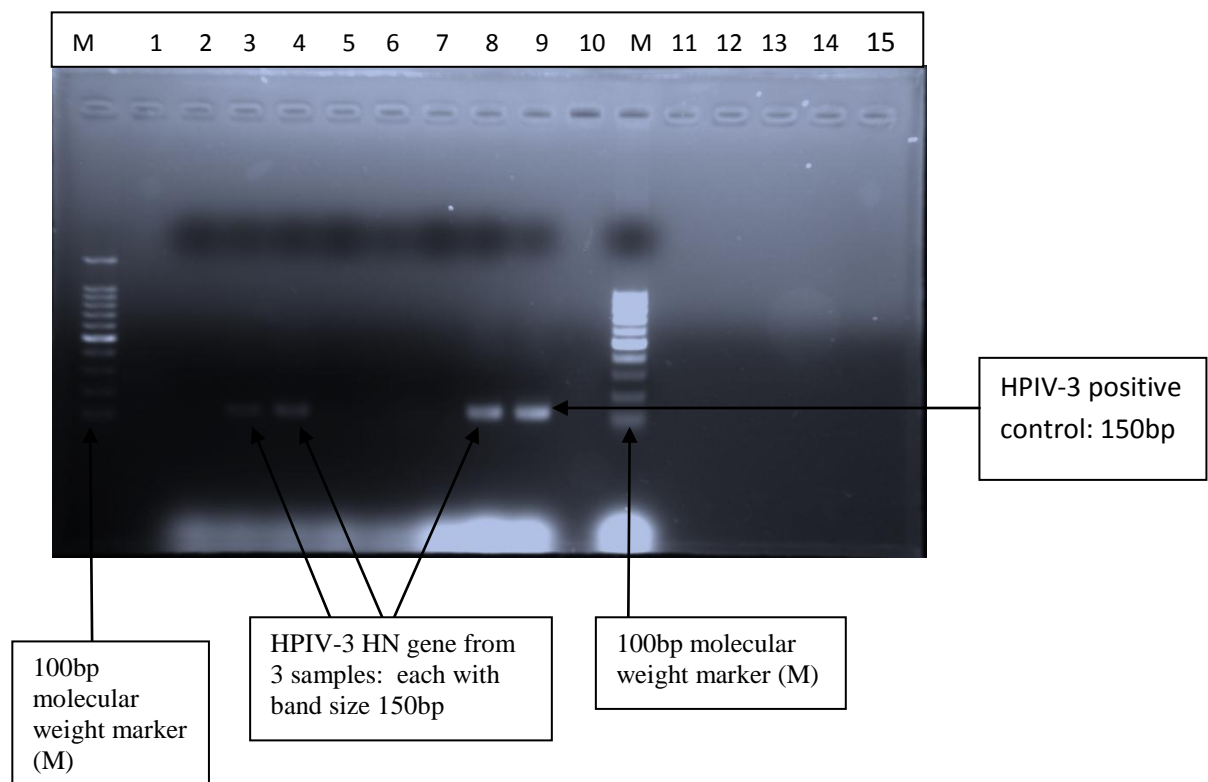 M 1 2 3 4 5 6 7 8 9 10 M 11 12 13 14 15
HPIV-3 positive
control: 150bp
100bp
molecular
weight marker
(M)
HPIV-3 HN gene from
3 samples: each with
band size 150bp
100bp molecular
weight marker (M)